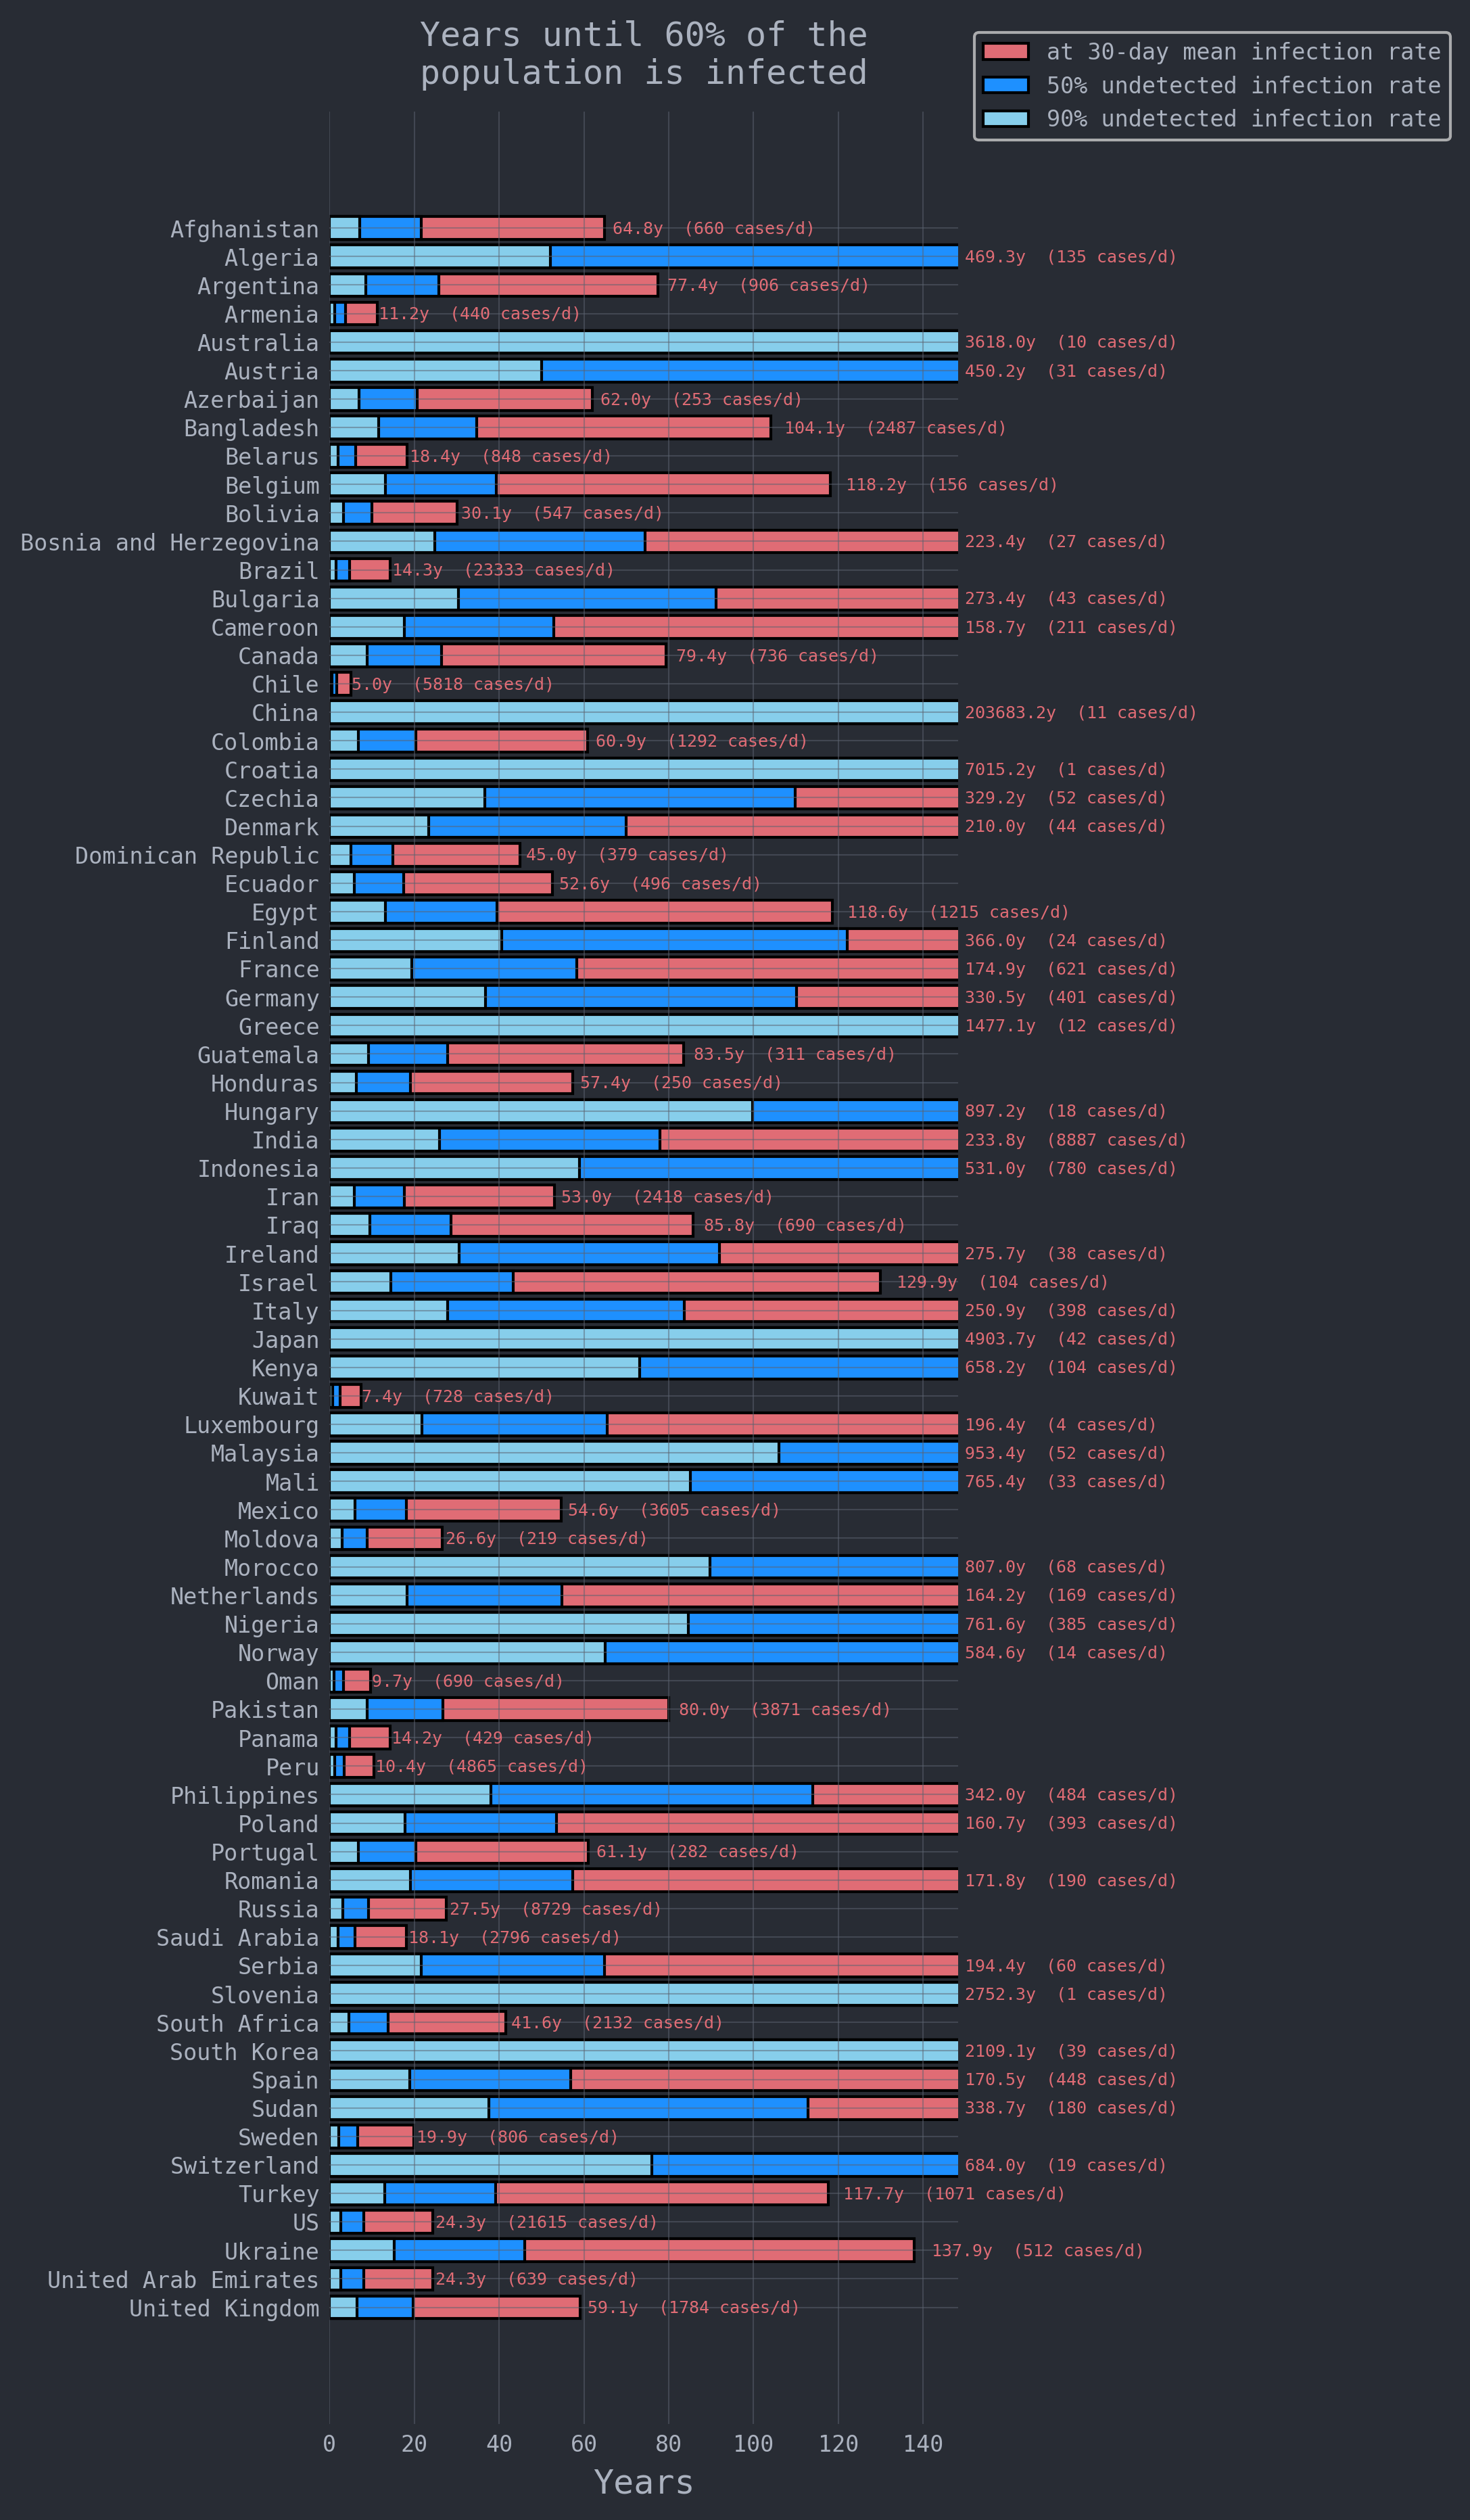 Years until 60% of the
population is infected
at 30-day mean infection rate
50% undetected infection rate
90% undetected infection rate
Afghanistan 64.8y (660 cases/d)
Algeria 469.3y (135 cases/d)
Argentina 77.4y (906 cases/d)
Armenia 11.2y (440 cases/d)
Australia 3618.0y (10 cases/d)
Austria 450.2y (31 cases/d)
Azerbaijan 62.0y (253 cases/d)
Bangladesh 104.1y (2487 cases/d)
Belarus 18.4y (848 cases/d)
Belgium 118.2y (156 cases/d)
Bolivia 30.1y (547 cases/d)
Bosnia and Herzegovina 223.4y (27 cases/d)
Brazil 14.3y (23333 cases/d)
Bulgaria 273.4y (43 cases/d)
Cameroon 158.7y (211 cases/d)
Canada 79.4y (736 cases/d)
Chile 5.0y (5818 cases/d)
China 203683.2y (11 cases/d)
Colombia 60.9y (1292 cases/d)
Croatia 7015.2y (1 cases/d)
Czechia 329.2y (52 cases/d)
Denmark 210.0y (44 cases/d)
Dominican Republic 45.0y (379 cases/d)
Ecuador 52.6y (496 cases/d)
Egypt 118.6y (1215 cases/d)
Finland 366.0y (24 cases/d)
France 174.9y (621 cases/d)
Germany 330.5y (401 cases/d)
Greece 1477.1y (12 cases/d)
Guatemala 83.5y (311 cases/d)
Honduras 57.4y (250 cases/d)
Hungary 897.2y (18 cases/d)
India 233.8y (8887 cases/d)
Indonesia 531.0y (780 cases/d)
Iran 53.0y (2418 cases/d)
Iraq 85.8y (690 cases/d)
Ireland 275.7y (38 cases/d)
Israel 129.9y (104 cases/d)
Italy 250.9y (398 cases/d)
Japan 4903.7y (42 cases/d)
Kenya 658.2y (104 cases/d)
Kuwait 7.4y (728 cases/d)
Luxembourg 196.4y (4 cases/d)
Malaysia 953.4y (52 cases/d)
Mali 765.4y (33 cases/d)
Mexico 54.6y (3605 cases/d)
Moldova 26.6y (219 cases/d)
Morocco 807.0y (68 cases/d)
Netherlands 164.2y (169 cases/d)
Nigeria 761.6y (385 cases/d)
Norway 584.6y (14 cases/d)
Oman 9.7y (690 cases/d)
Pakistan 80.0y (3871 cases/d)
Panama 14.2y (429 cases/d)
Peru 10.4y (4865 cases/d)
Philippines 342.0y (484 cases/d)
Poland 160.7y (393 cases/d)
Portugal 61.1y (282 cases/d)
Romania 171.8y (190 cases/d)
Russia 27.5y (8729 cases/d)
Saudi Arabia 18.1y (2796 cases/d)
Serbia 194.4y (60 cases/d)
Slovenia 2752.3y (1 cases/d)
South Africa 41.6y (2132 cases/d)
South Korea 2109.1y (39 cases/d)
Spain 170.5y (448 cases/d)
Sudan 338.7y (180 cases/d)
Sweden 19.9y (806 cases/d)
Switzerland 684.0y (19 cases/d)
Turkey 117.7y (1071 cases/d)
US 24.3y (21615 cases/d)
Ukraine 137.9y (512 cases/d)
United Arab Emirates 24.3y (639 cases/d)
United Kingdom 59.1y (1784 cases/d)
0 20 40 60 80 100 120 140
Years